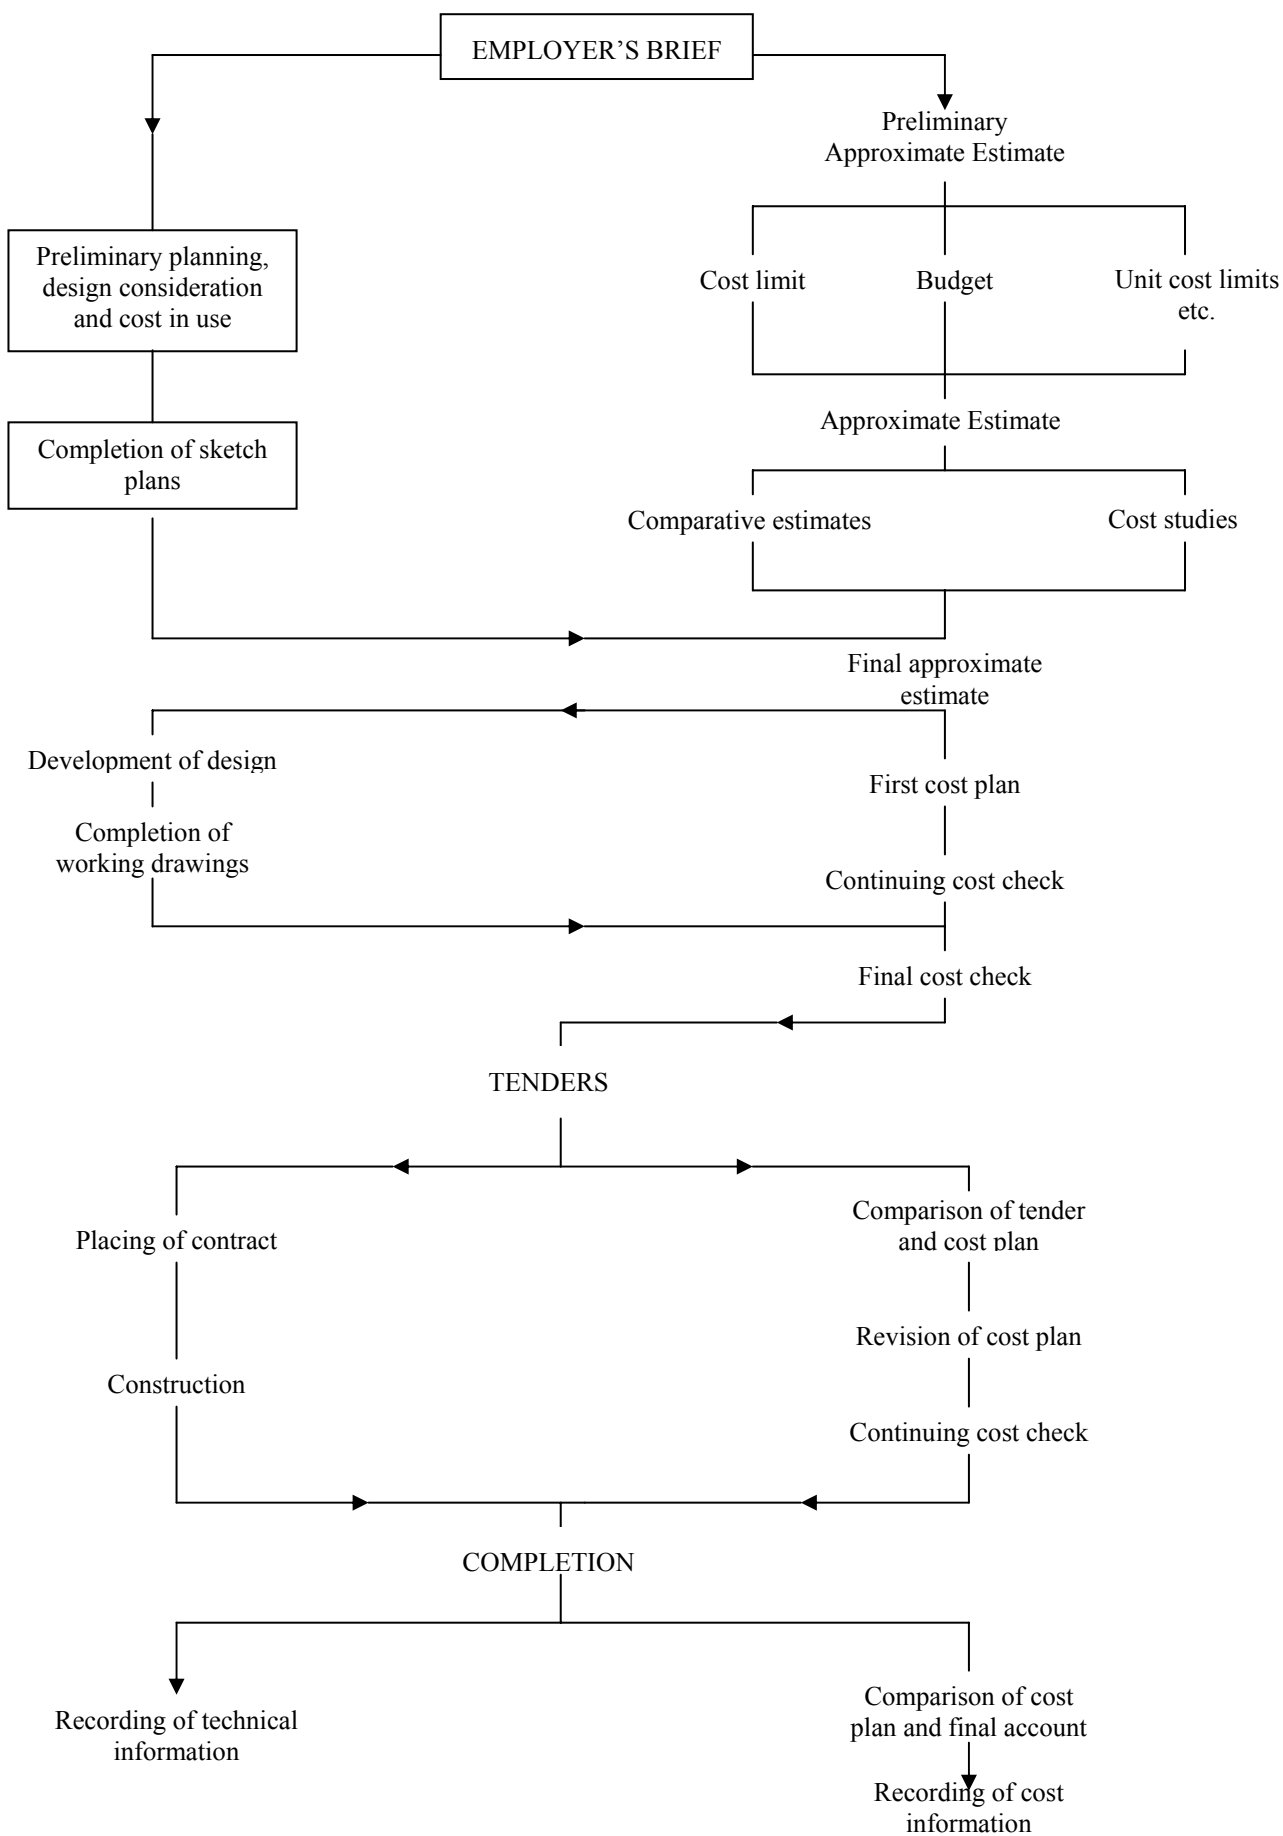 EMPLOYER’S BRIEF
Preliminary
Approximate Estimate
Preliminary planning,
design consideration
and cost in use
Cost limit
Budget
Unit cost limits
etc.
Completion of sketch
plans
Approximate Estimate
Comparative estimates
Cost studies
Final approximate
estimate
Development of design
First cost plan
Completion of
working drawings
Continuing cost check
Final cost check
TENDERS
Placing of contract
Comparison of tender
and cost plan
Revision of cost plan
Construction
Continuing cost check
COMPLETION
Recording of technical
information
Comparison of cost
plan and final account
Recording of cost
information